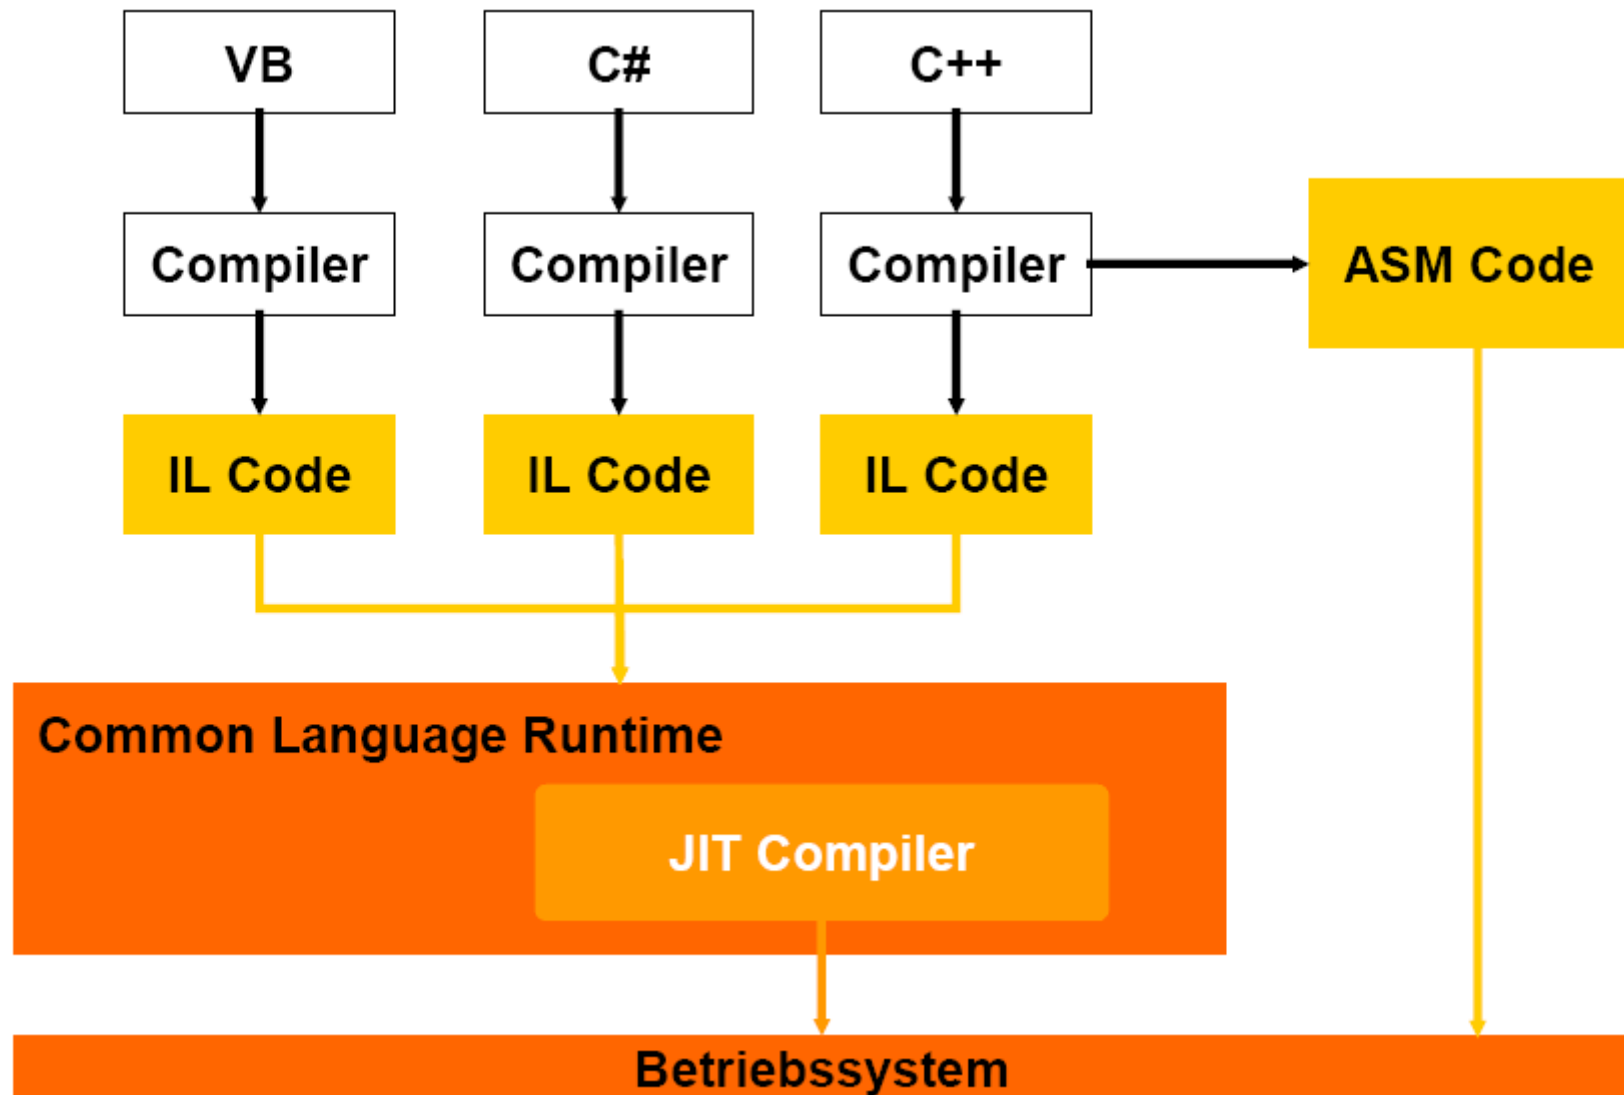 VB
C#
C++
Compiler
Compiler
Compiler
ASM Code
IL Code
IL Code
IL Code
Common Language Runtime
JIT Compiler
Betriebssystem